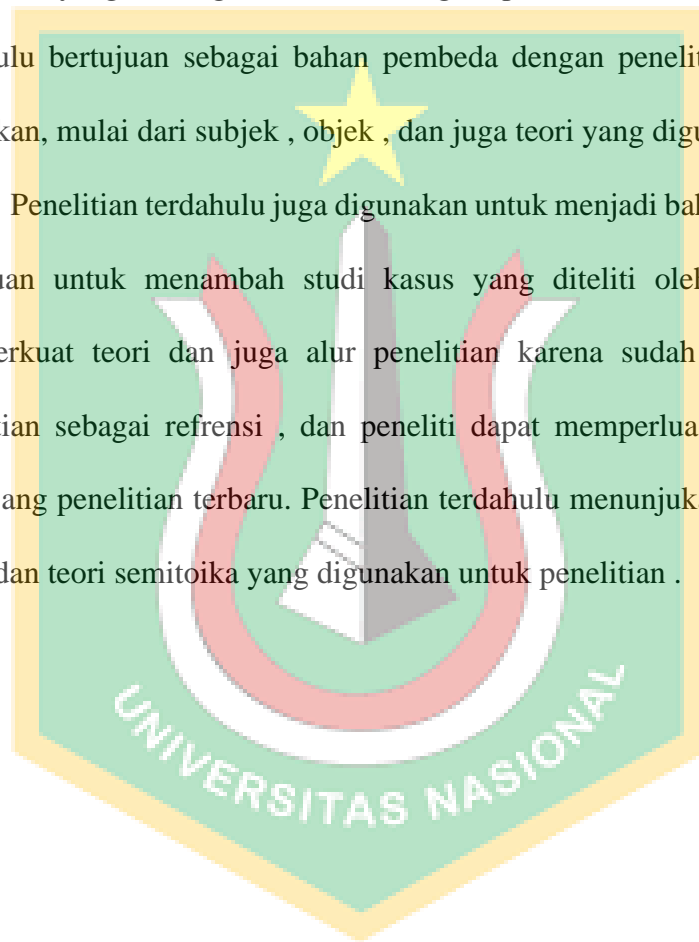 ulu bertujuan sebagai bahan pembeda dengan penelit
kan, mulai dari subjek , objek , dan juga teori yang digu
Penelitian terdahulu juga digunakan untuk menjadi bal
uan untuk menambah studi kasus yang diteliti oleh
erkuat teori dan juga alur penelitian karena sudah
tian sebagai refrensi , dan peneliti dapat memperlua
jang penelitian terbaru. Penelitian terdahulu menunjuk
dan teori semitoika yang digunakan untuk penelitian .
UNIVERSITAS NASIONAL